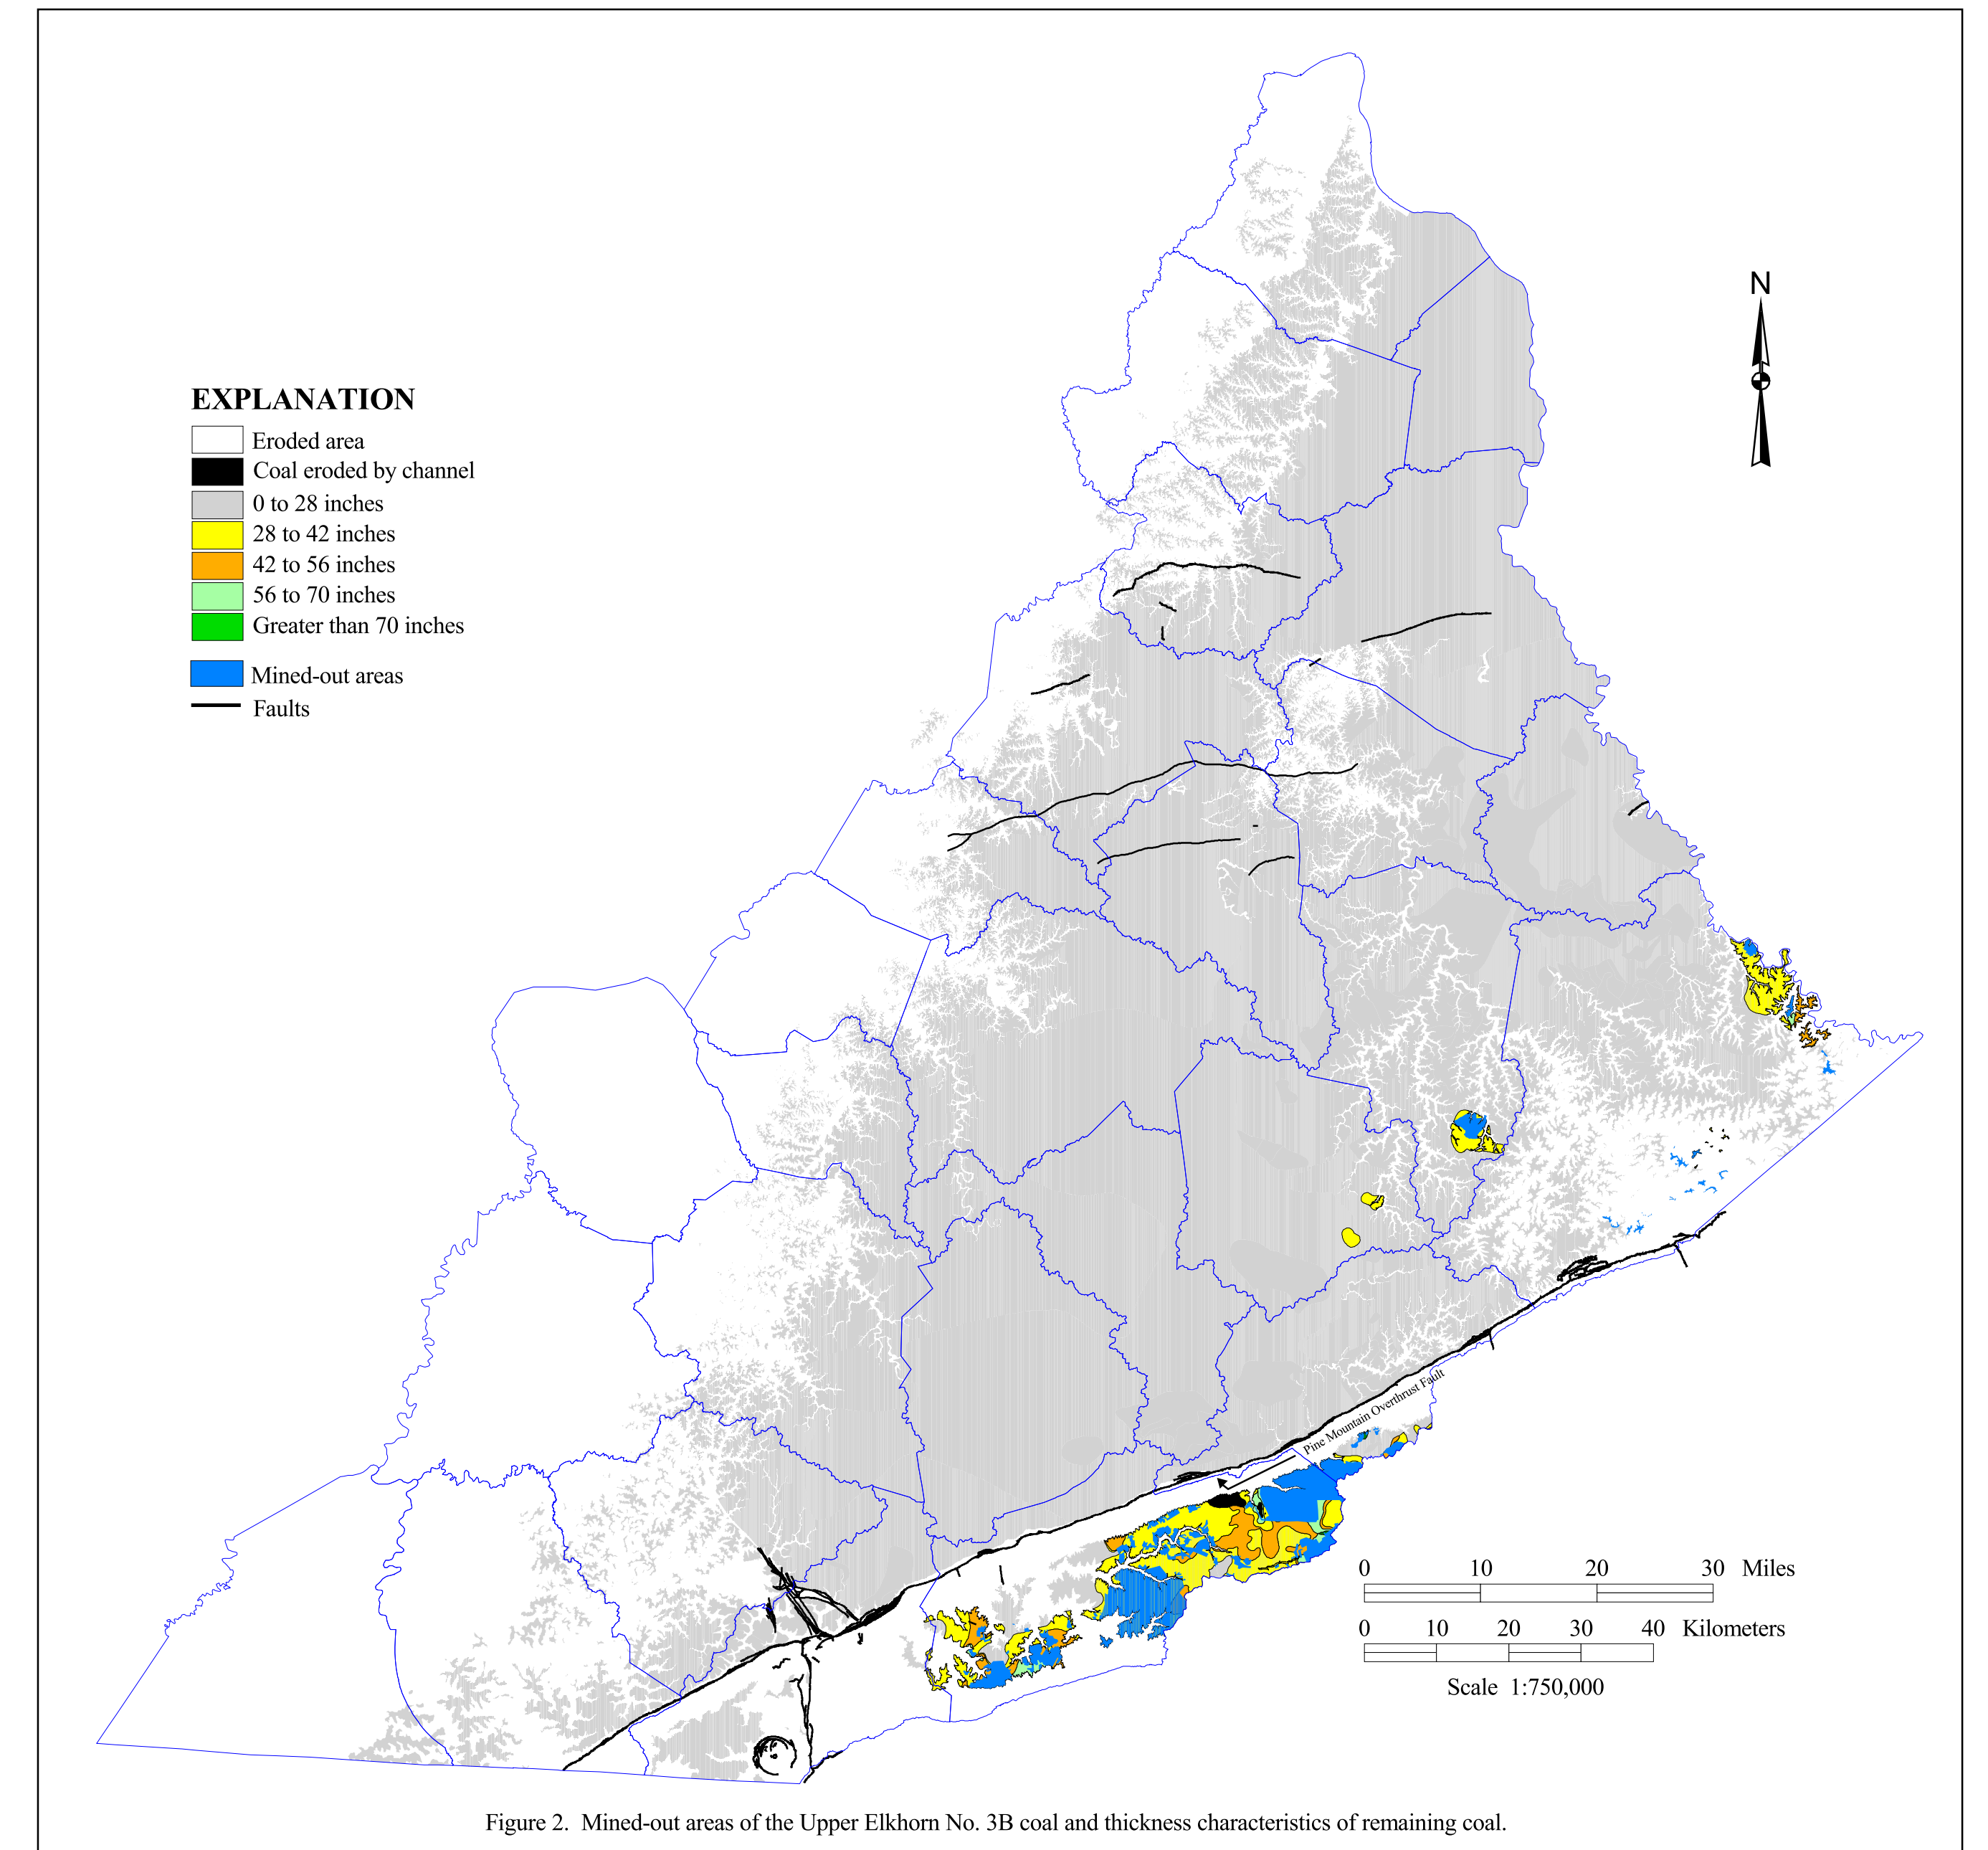 N
EXPLANATION
Eroded area
Coal eroded by channel
0 to 28 inches
28 to 42 inches
42 to 56 inches
56 to 70 inches
Greater than 70 inches
Mined-out areas
Faults
Pine Mountain Overthrust Fault
0 10 20 30 Miles
0 10 20 30 40 Kilometers
Scale 1:750,000
Figure 2. Mined-out areas of the Upper Elkhorn No. 3B coal and thickness characteristics of remaining coal.